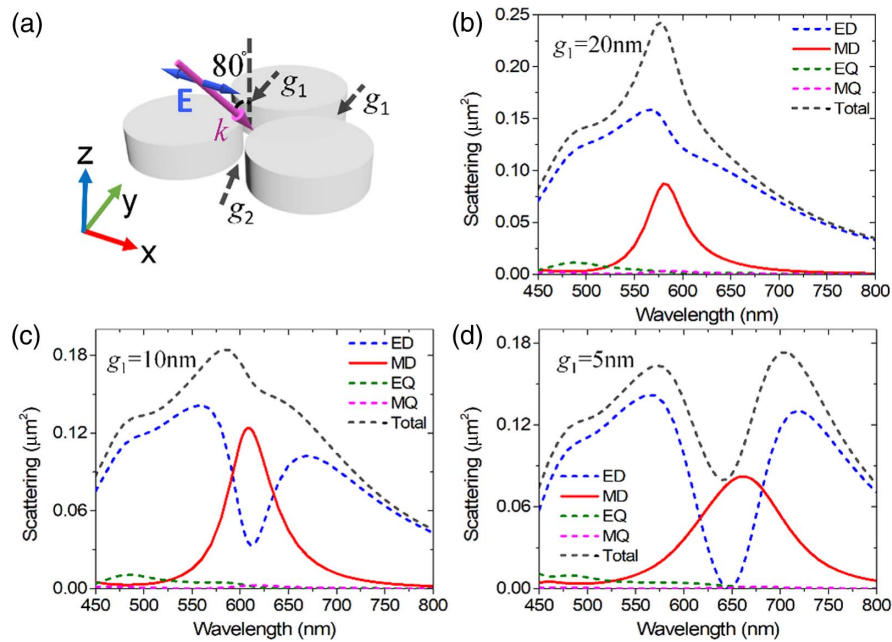 (a)
80°
g1
g1
E
k
g2
z
y
x
(b)
g1=20nm
ED
MD
EQ
MQ
Total
Scattering (μm²)
0.25
0.20
0.15
0.10
0.05
0.00
450 500 550 600 650 700 750 800
Wavelength (nm)
(c)
g1=10nm
ED
MD
EQ
MQ
Total
Scattering (μm²)
0.18
0.12
0.06
0.00
450 500 550 600 650 700 750 800
Wavelength (nm)
(d)
g1=5nm
ED
MD
EQ
MQ
Total
Scattering (μm²)
0.18
0.12
0.06
0.00
450 500 550 600 650 700 750 800
Wavelength (nm)